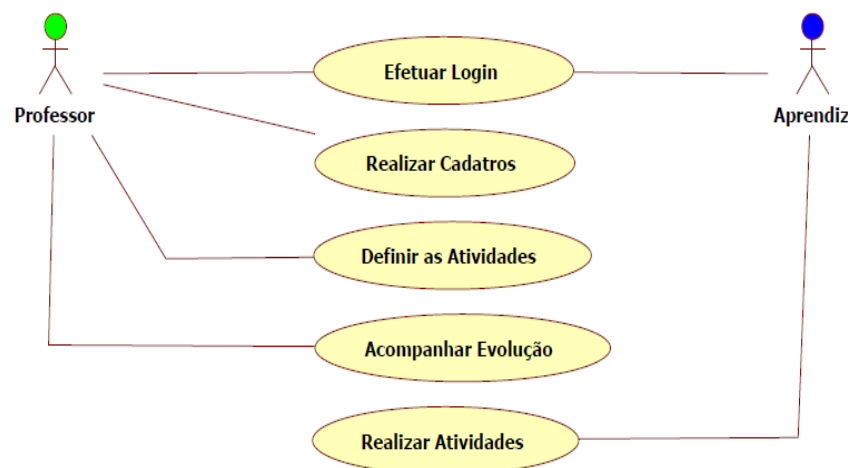 Efetuar Login
Professor
Aprendiz
Realizar Cadatros
Definir as Atividades
Acompanhar Evolução
Realizar Atividades